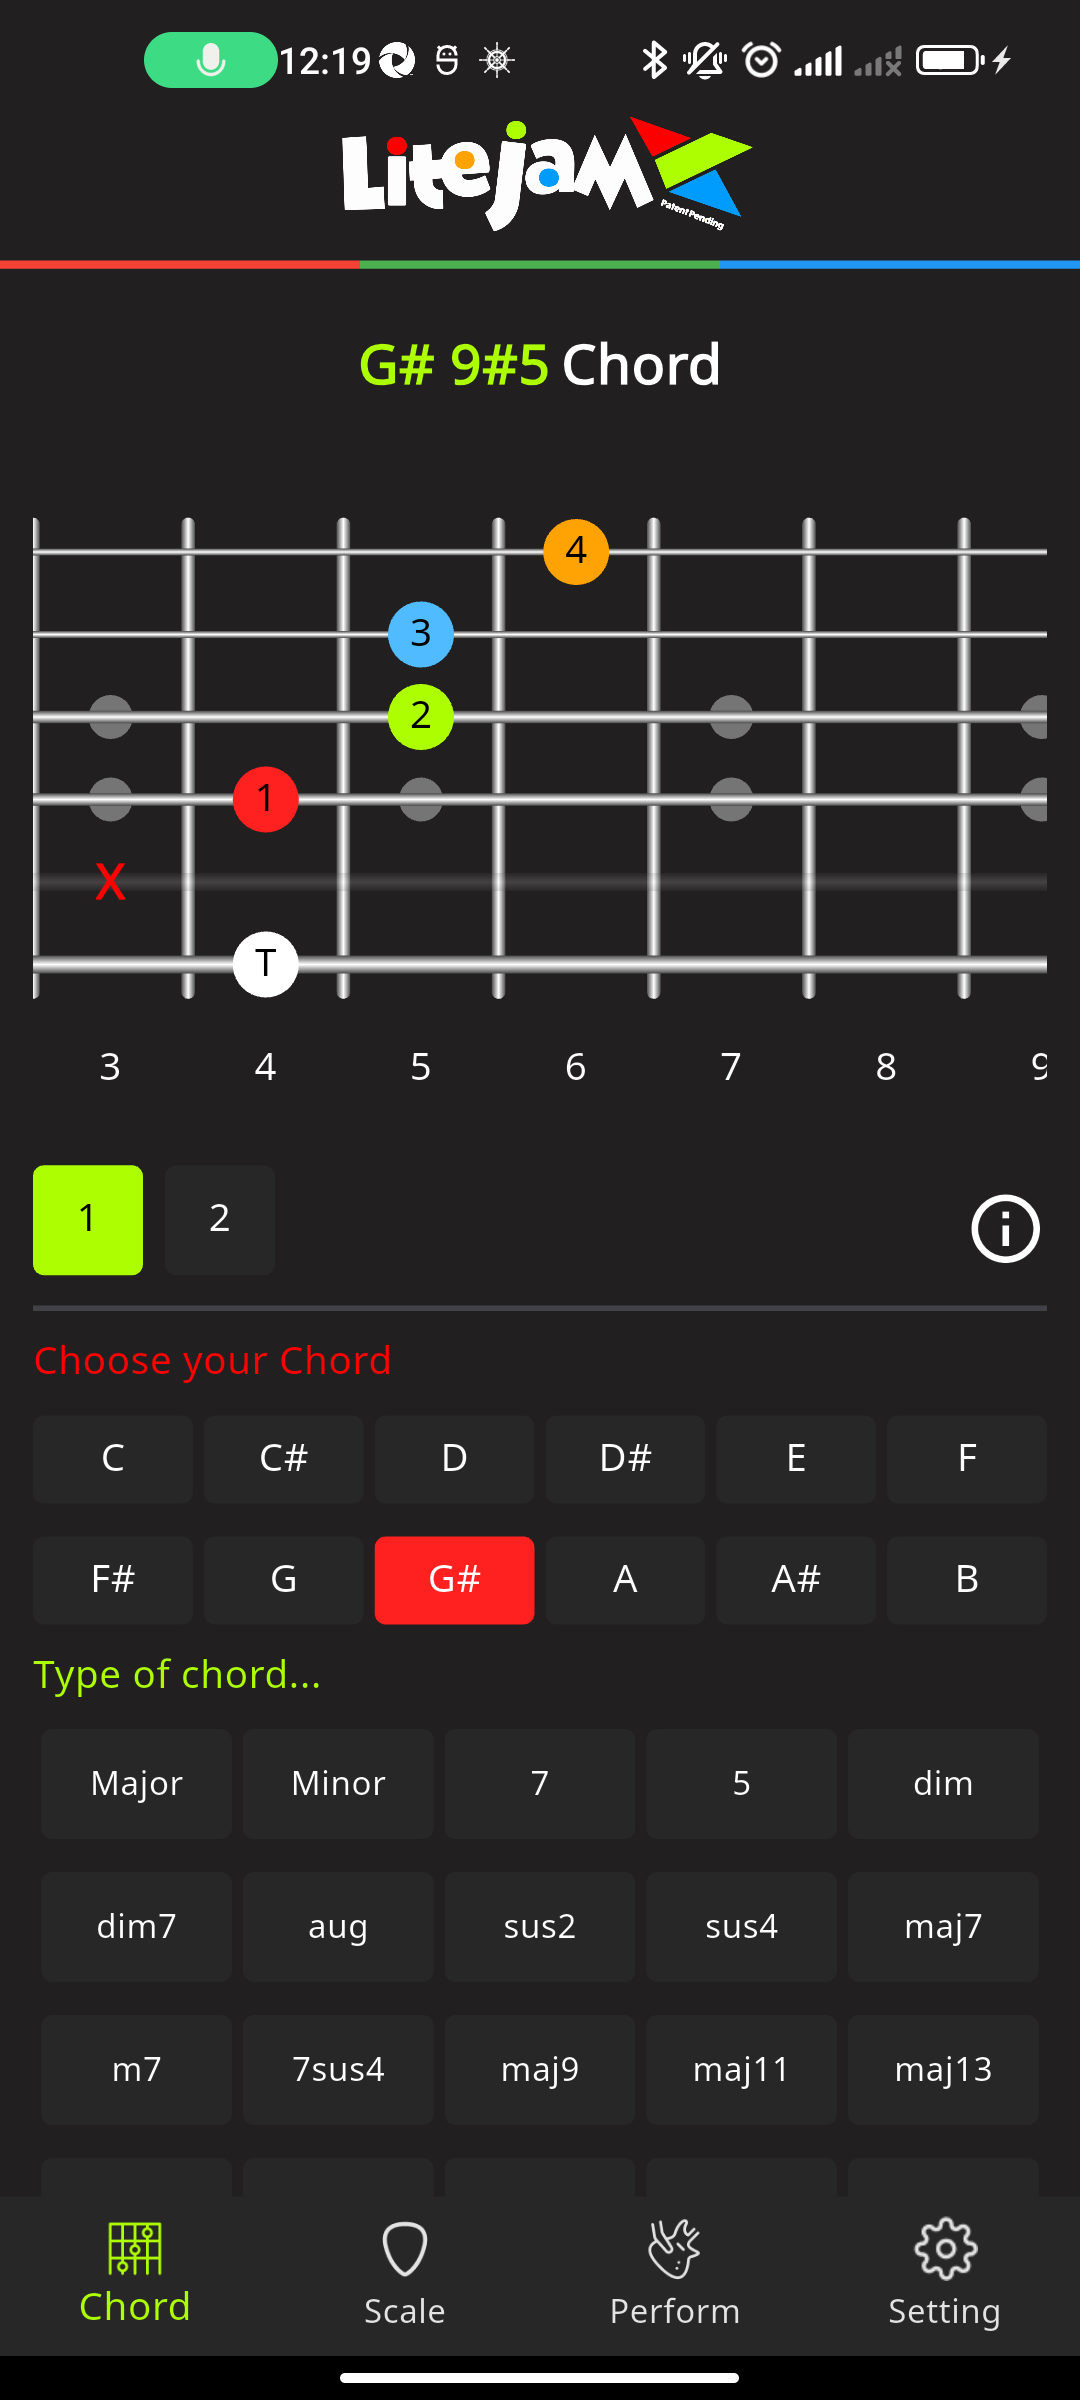 12:19
Litejam
Patent Pending
G# 9#5 Chord
4
3
2
1
X
T
3 4 5 6 7 8 9
1 2
Choose your Chord
C C# D D# E F
F# G G# A A# B
Type of chord...
Major Minor 7 5 dim
dim7 aug sus2 sus4 maj7
m7 7sus4 maj9 maj11 maj13
Chord Scale Perform Setting